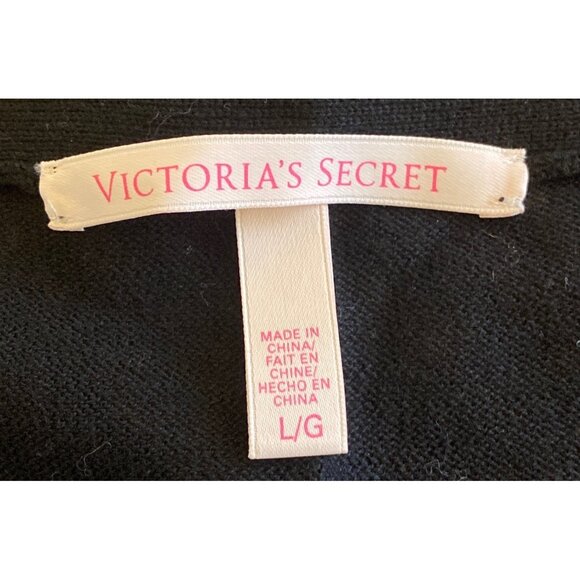 VICTORIA'S SECRET
MADE IN
CHINA/
FAIT EN
CHINE/
HECHO EN
CHINA
L/G